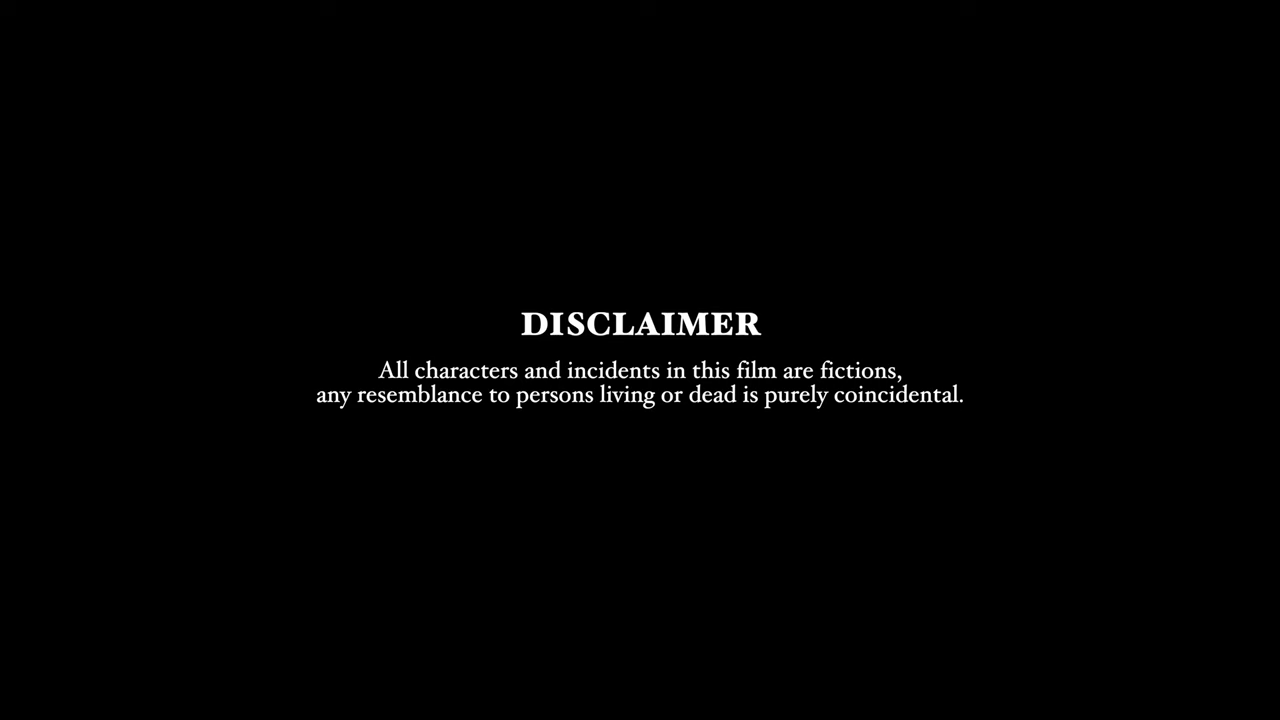 DISCLAIMER
All characters and incidents in this film are fictions,
any resemblance to persons living or dead is purely coincidental.